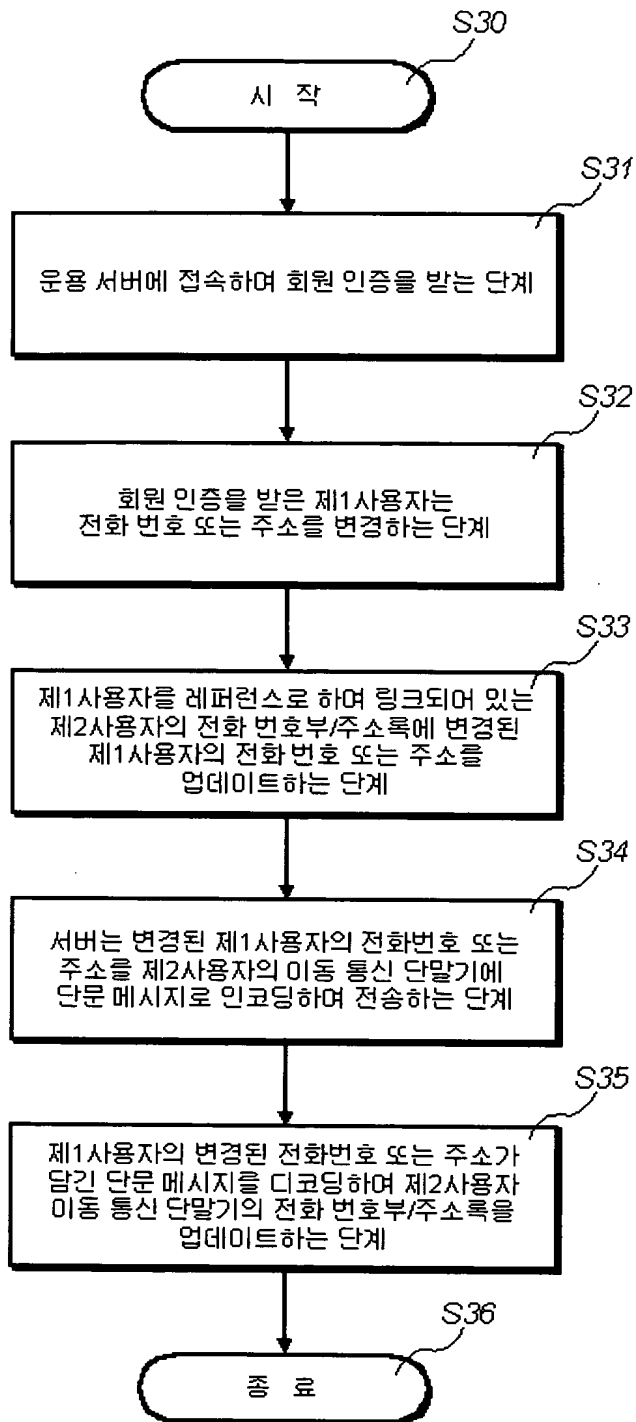 S30
시 작
S31
운용 서버에 접속하여 회원 인증을 받는 단계
S32
회원 인증을 받은 제1사용자는
전화 번호 또는 주소를 변경하는 단계
S33
제1사용자를 레퍼런스로 하여 링크되어 있는
제2사용자의 전화 번호부/주소록에 변경된
제1사용자의 전화 번호 또는 주소를
업데이트하는 단계
S34
서버는 변경된 제1사용자의 전화번호 또는
주소를 제2사용자의 이동 통신 단말기에
단문 메시지로 인코딩하여 전송하는 단계
S35
제1사용자의 변경된 전화번호 또는 주소가
담긴 단문 메시지를 디코딩하여 제2사용자
이동 통신 단말기의 전화 번호부/주소록을
업데이트하는 단계
S36
종 료